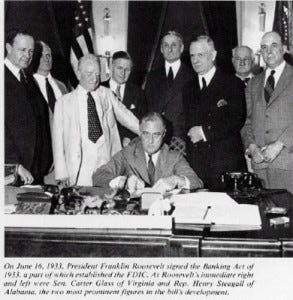 On June 16, 1933, President Franklin Roosevelt signed the Banking Act of
1933, a part of which established the FDIC. At Roosevelt's immediate right
and left were Sen. Carter Glass of Virginia and Rep. Henry Steagall of
Alabama, the two most prominent figures in the bill's development.